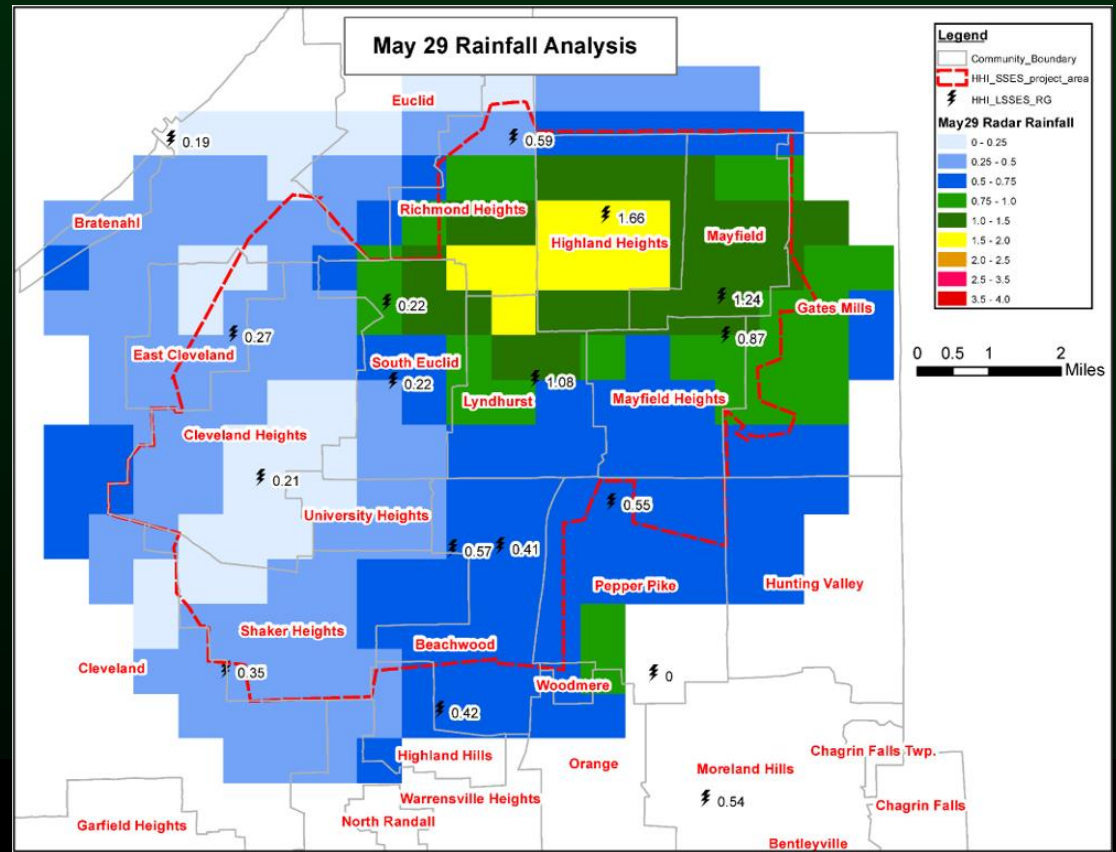 May 29 Rainfall Analysis
Legend
Community_Boundary
HHI_SSES_project_area
HHI_LSSES_RG
May29 Radar Rainfall
0 - 0.25
0.25 - 0.5
0.5 - 0.75
0.75 - 1.0
1.0 - 1.5
1.5 - 2.0
2.0 - 2.5
2.5 - 3.5
3.5 - 4.0
0 0.5 1 2
Miles
Euclid
0.19
0.59
Bratenahl
Richmond Heights
1.66
Highland Heights
Mayfield
0.22
1.24
Gates Mills
0.27
0.87
East Cleveland
South Euclid
0.22
1.08
Lyndhurst
Mayfield Heights
Cleveland Heights
0.21
0.55
University Heights
0.57
0.41
Pepper Pike
Hunting Valley
Shaker Heights
Beachwood
Cleveland
0.35
0
Woodmere
0.42
Highland Hills
Orange
Chagrin Falls Twp.
Moreland Hills
Warrensville Heights
0.54
Chagrin Falls
North Randall
Garfield Heights
Bentleyville